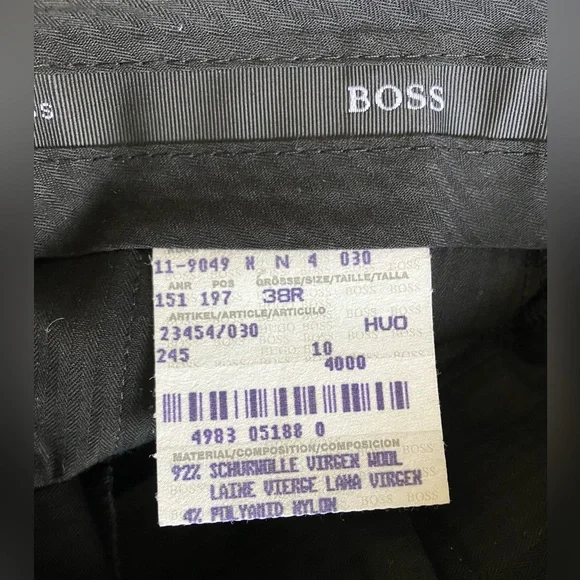 BOSS
11-9049 X N 4 030
ANR POS GRÖSSE/SIZE/TAILLE/TALLA
151 197 38R
ARTIKEL/ARTICLE/ARTICULO
23454/030 HUO
245 10
4000
4983 05188 0
MATERIAL/COMPOSITION/COMPOSICION
92% SCHURWOLLE VIRGEN WOOL
LAINE VIERGE LANA VIRGEN
4% POLYAMID NYLON